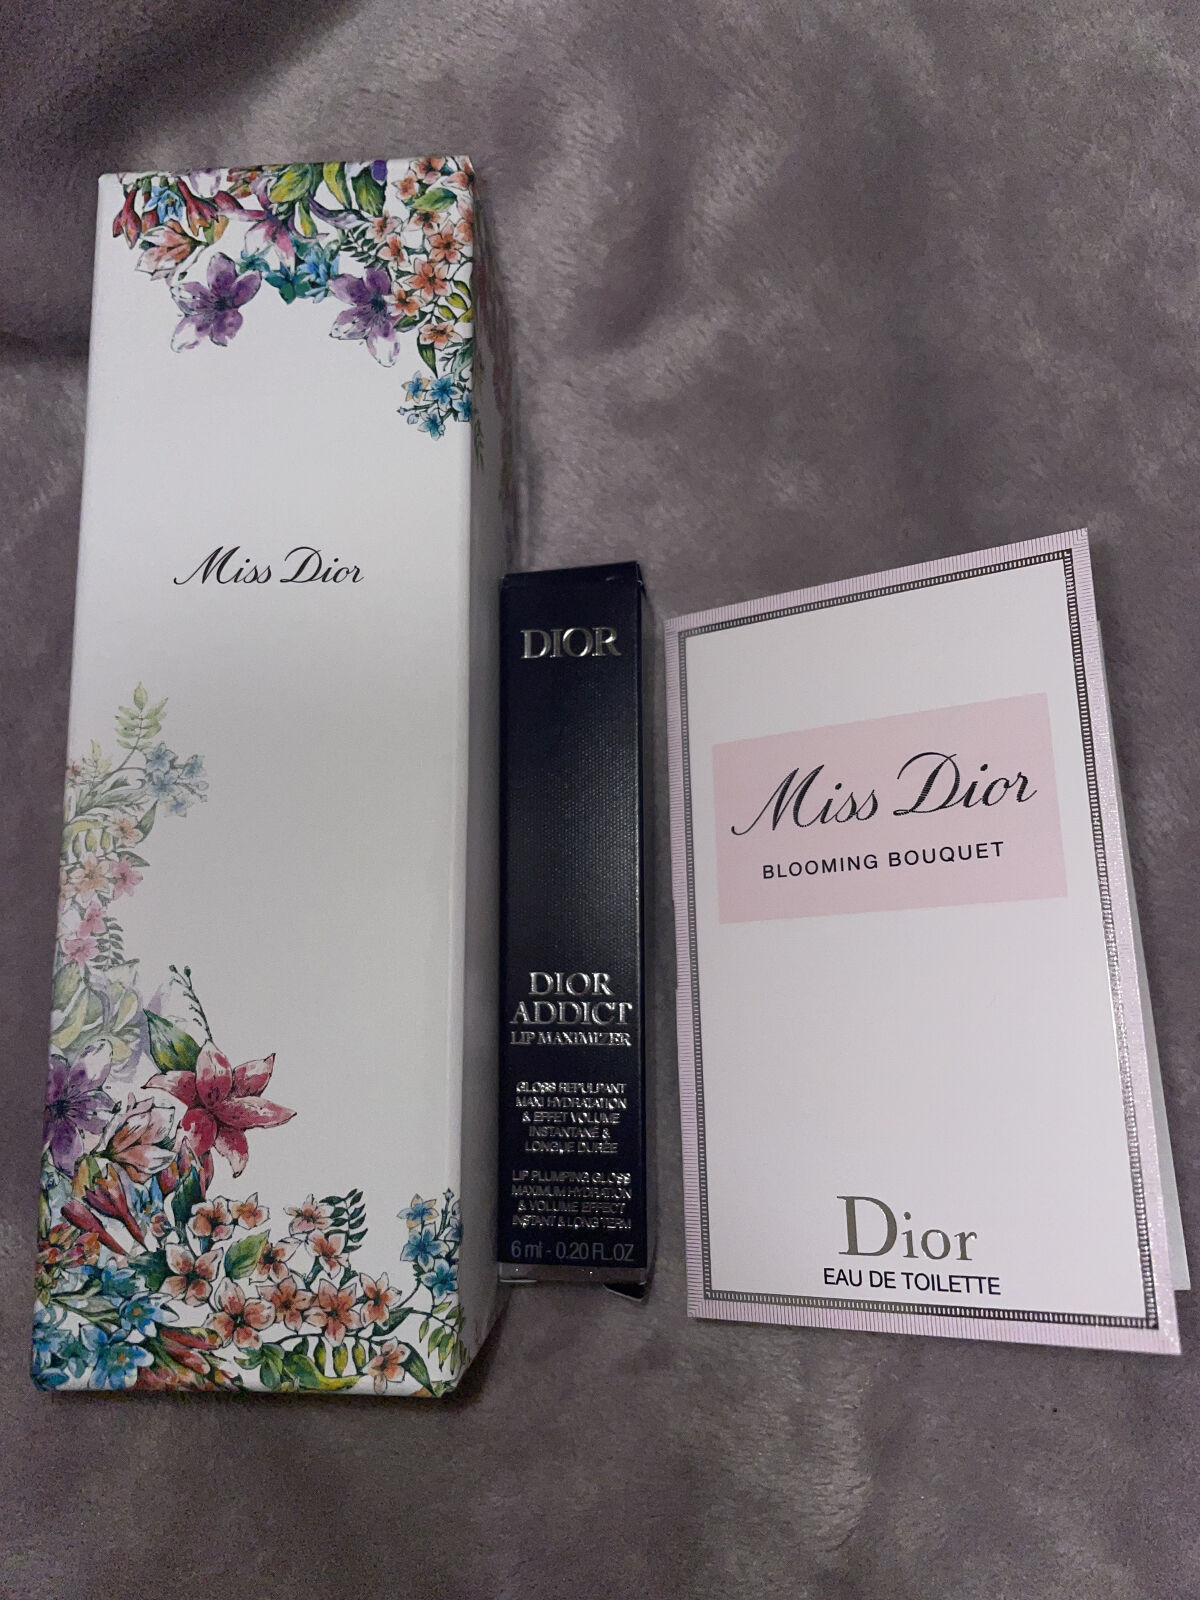 Miss Dior
DIOR
DIOR
ADDICT
LIP MAXIMIZER
GLOSS REPULPANT
MAXI HYDRATATION
& EFFET VOLUME
INSTANTANÉ &
LONGUE DURÉE
LIP PLUMPING GLOSS
MAXIMUM HYDRATION
& VOLUME EFFECT
INSTANT & LONG TERM
6 ml - 0.20 FL.OZ
Miss Dior
BLOOMING BOUQUET
Dior
EAU DE TOILETTE